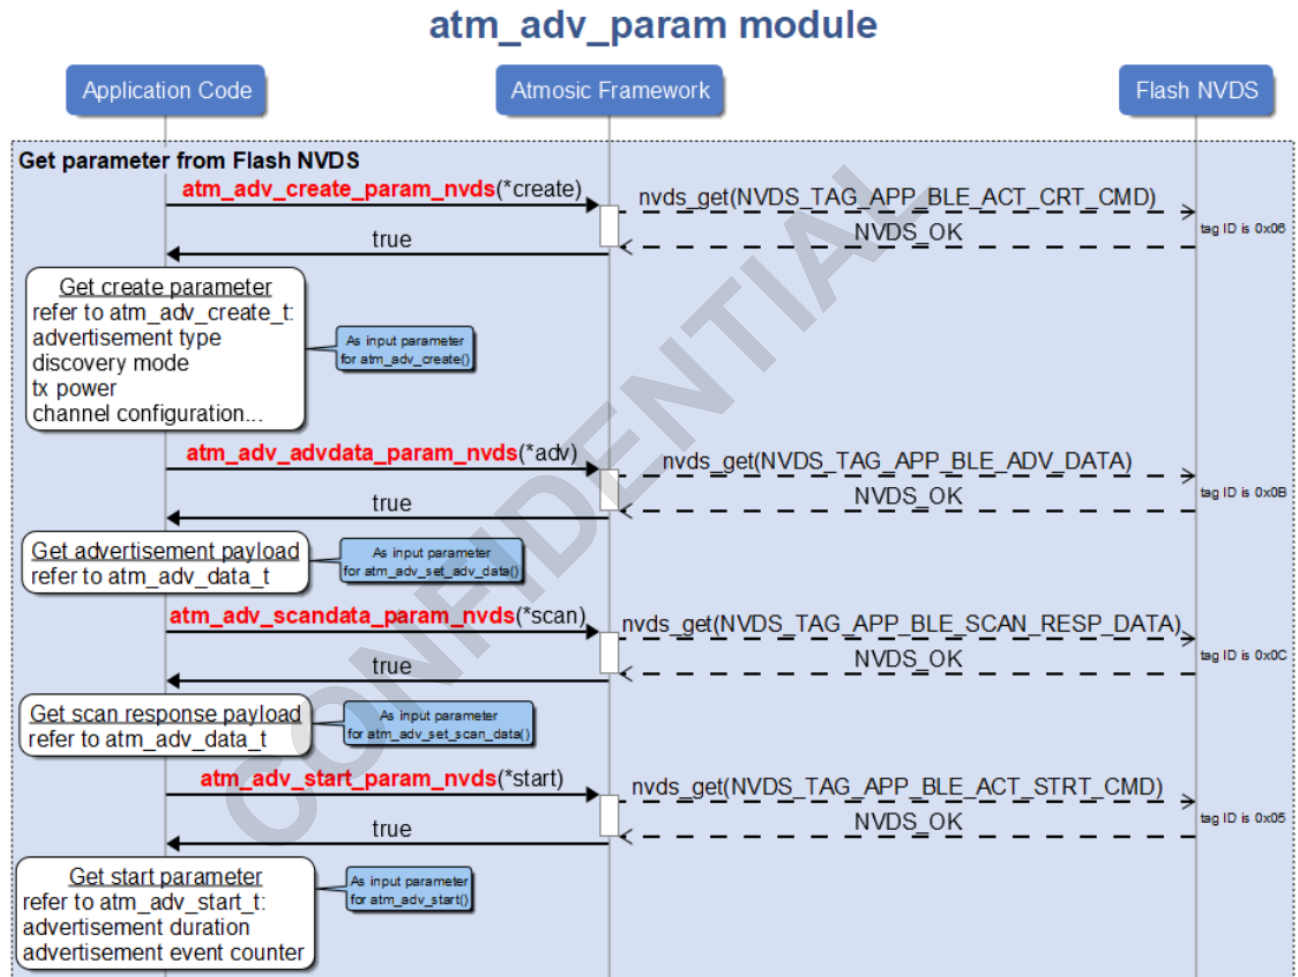 atm_adv_param module
Application Code
Atmosic Framework
Flash NVDS
Get parameter from Flash NVDS
atm_adv_create_param_nvds(*create)
nvds_get(NVDS_TAG_APP_BLE_ACT_CRT_CMD)
tag ID is 0x06
NVDS_OK
true
Get create parameter
refer to atm_adv_create_t:
advertisement type
discovery mode
tx power
channel configuration...
As input parameter
for atm_adv_create()
atm_adv_advdata_param_nvds(*adv)
nvds_get(NVDS_TAG_APP_BLE_ADV_DATA)
tag ID is 0x0B
NVDS_OK
true
Get advertisement payload
refer to atm_adv_data_t
As input parameter
for atm_adv_set_adv_data()
atm_adv_scandata_param_nvds(*scan)
nvds_get(NVDS_TAG_APP_BLE_SCAN_RESP_DATA)
tag ID is 0x0C
NVDS_OK
true
Get scan response payload
refer to atm_adv_data_t
As input parameter
for atm_adv_set_scan_data()
atm_adv_start_param_nvds(*start)
nvds_get(NVDS_TAG_APP_BLE_ACT_STRT_CMD)
tag ID is 0x05
NVDS_OK
true
Get start parameter
refer to atm_adv_start_t:
advertisement duration
advertisement event counter
As input parameter
for atm_adv_start()
CONFIDENTIAL